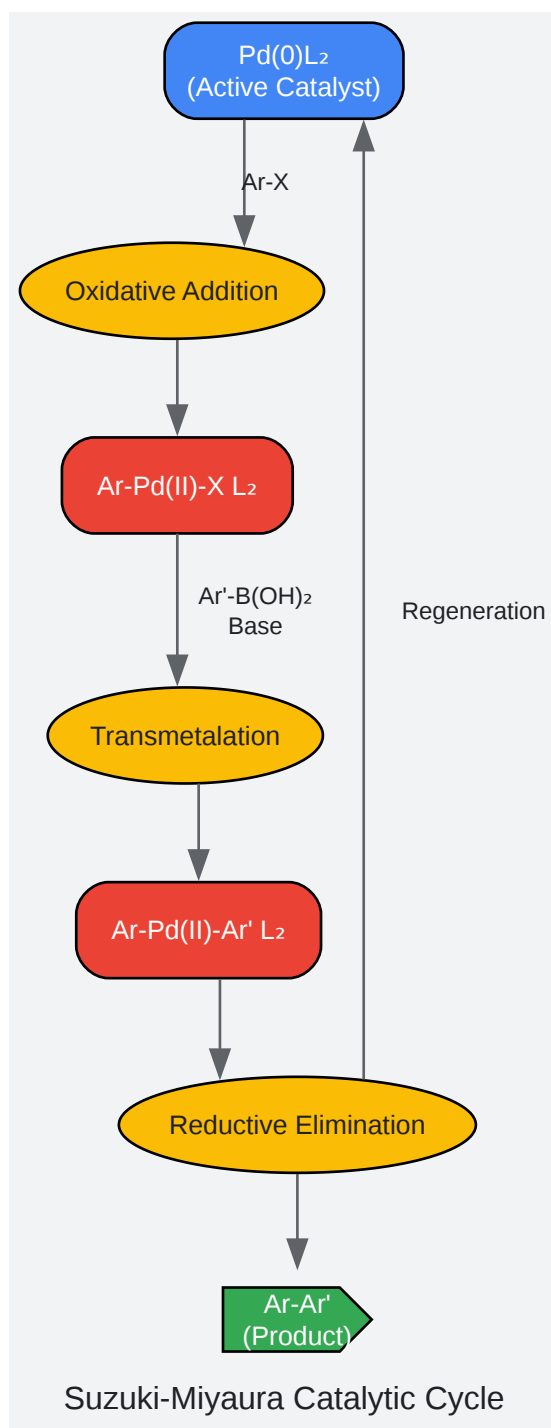 Pd(0)L₂
(Active Catalyst)
Ar-X
Oxidative Addition
Ar-Pd(II)-X L₂
Ar'-B(OH)₂
Base
Regeneration
Transmetalation
Ar-Pd(II)-Ar' L₂
Reductive Elimination
Ar-Ar'
(Product)
Suzuki-Miyaura Catalytic Cycle